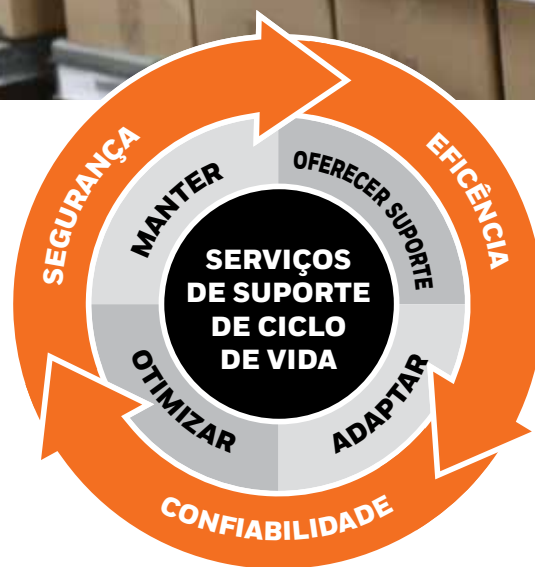 SEGURANÇA
EFICÊNCIA
CONFIABILIDADE
MANTER
OFERECER SUPORTE
ADAPTAR
OTIMIZAR
SERVIÇOS
DE SUPORTE
DE CICLO
DE VIDA